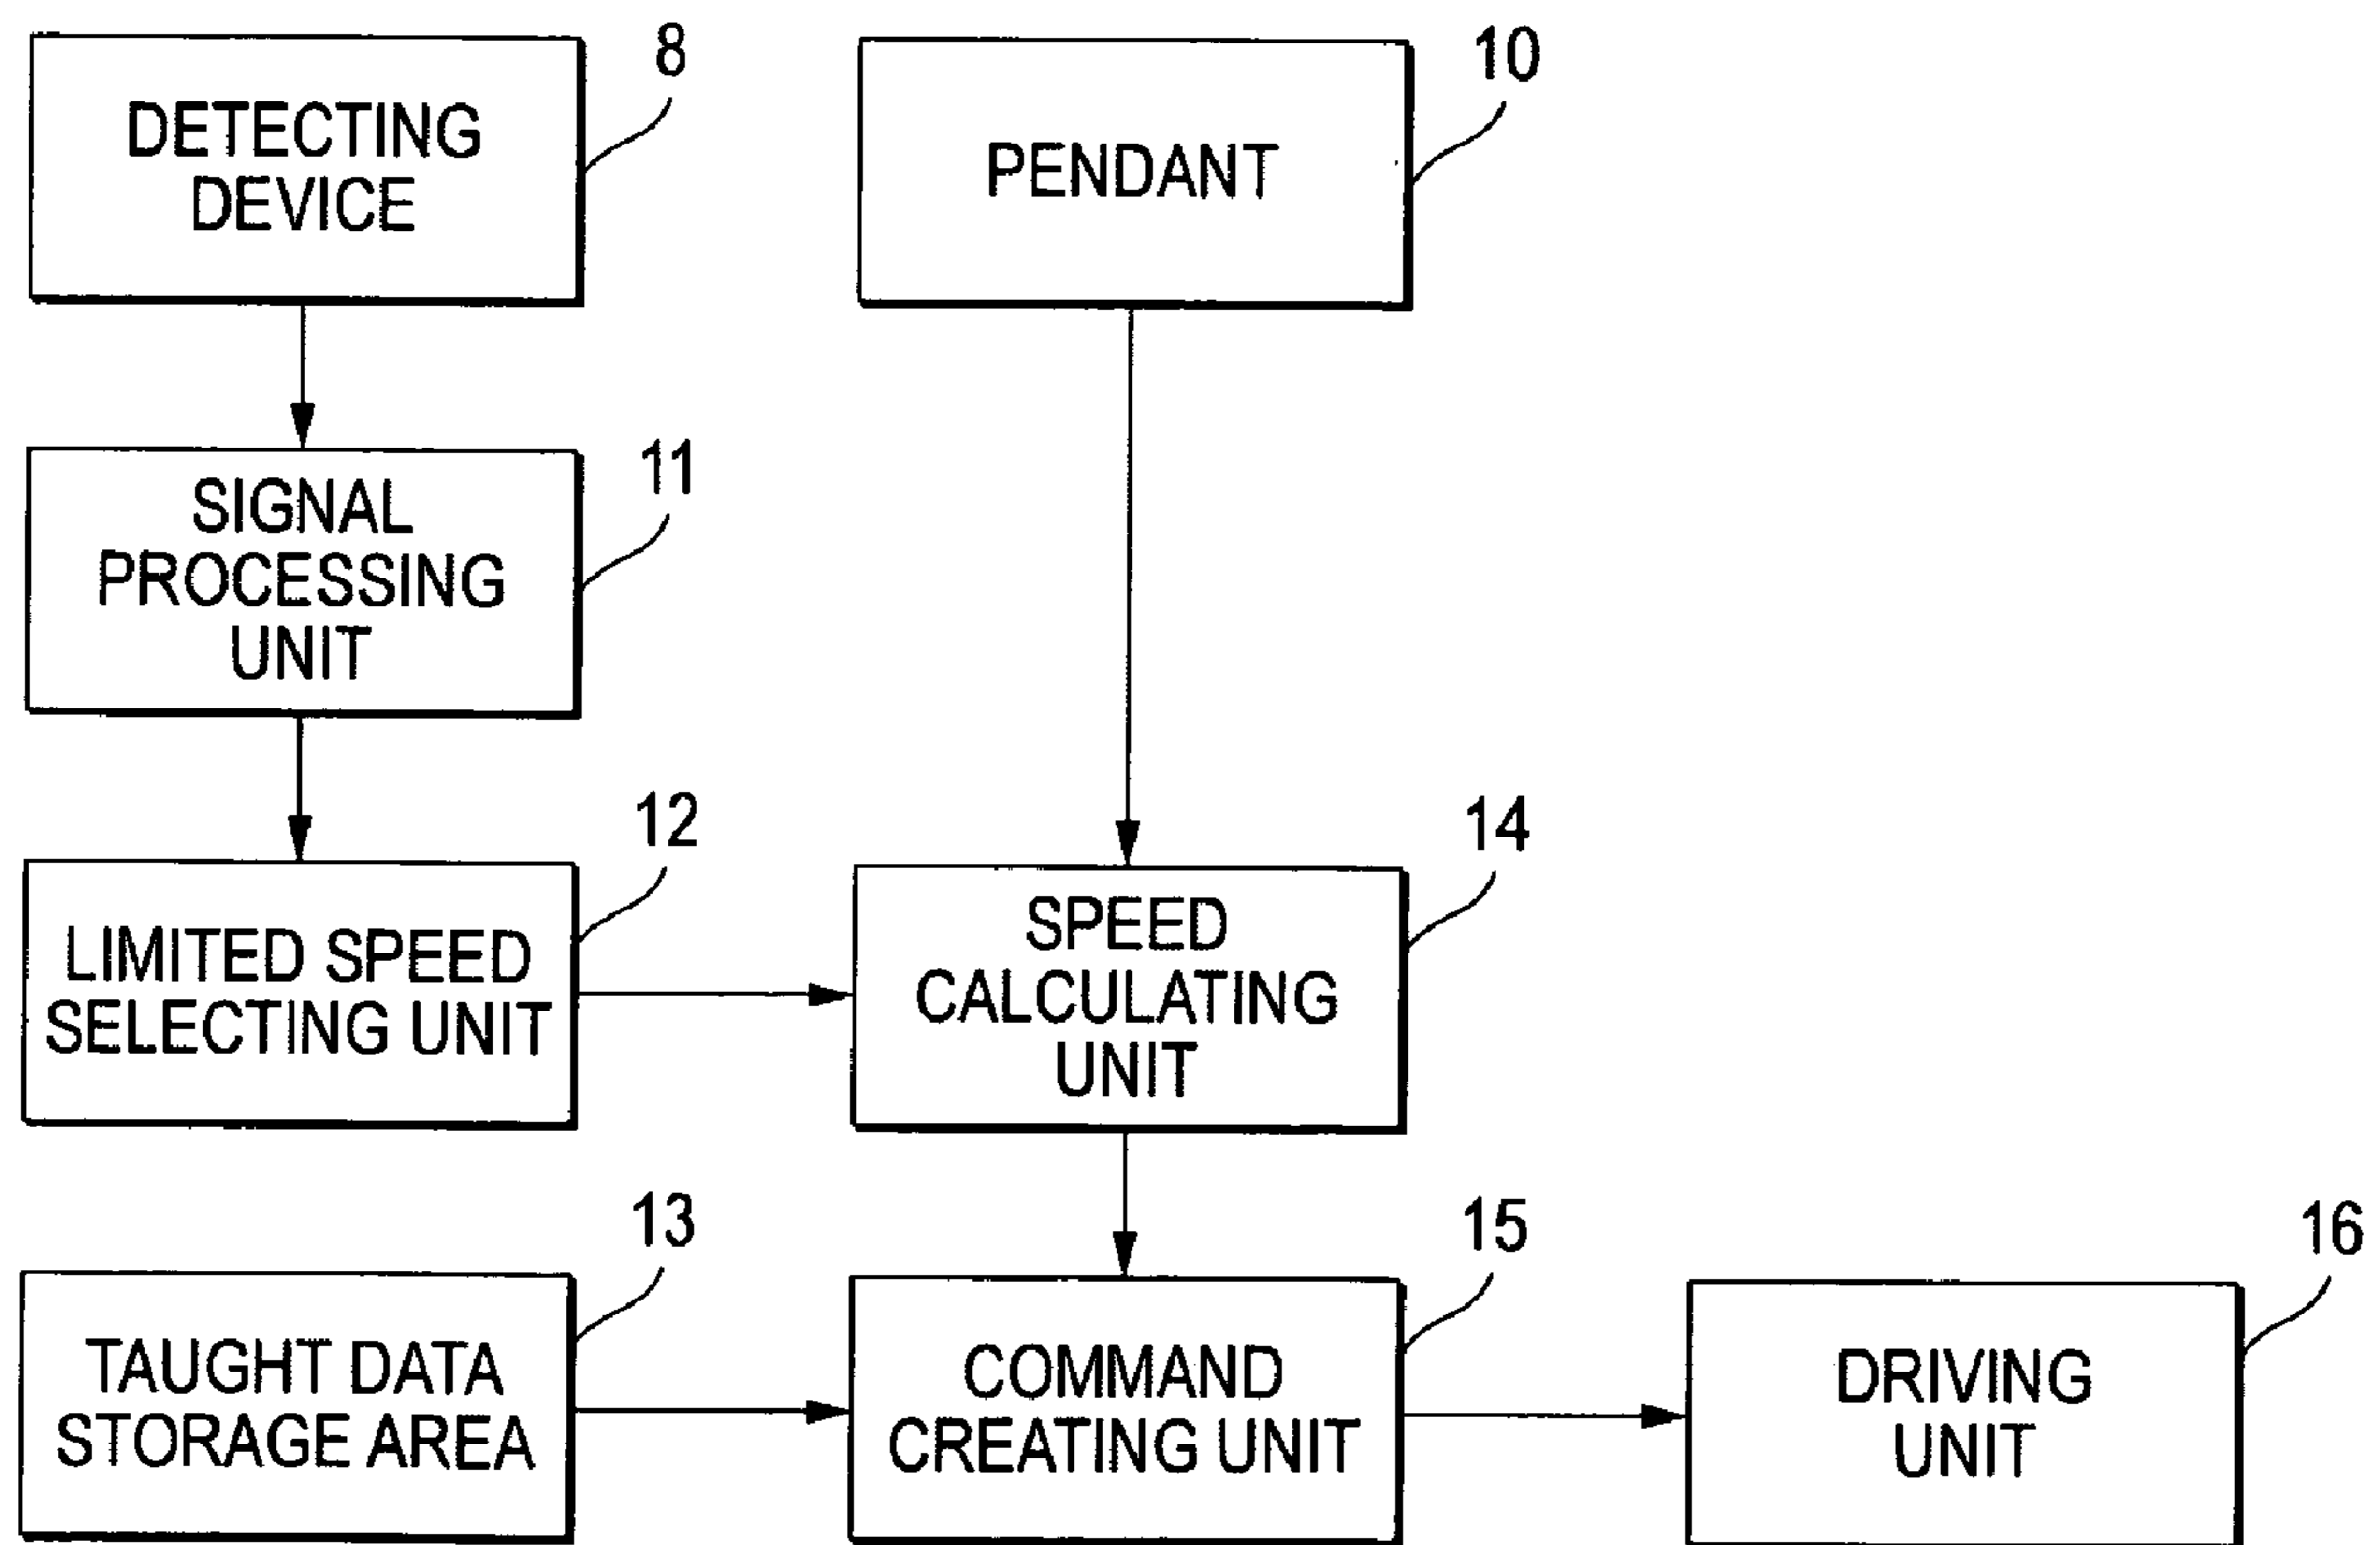 8
DETECTING
DEVICE
10
PENDANT
11
SIGNAL
PROCESSING
UNIT
12
LIMITED SPEED
SELECTING UNIT
14
SPEED
CALCULATING
UNIT
13
TAUGHT DATA
STORAGE AREA
15
COMMAND
CREATING UNIT
16
DRIVING
UNIT